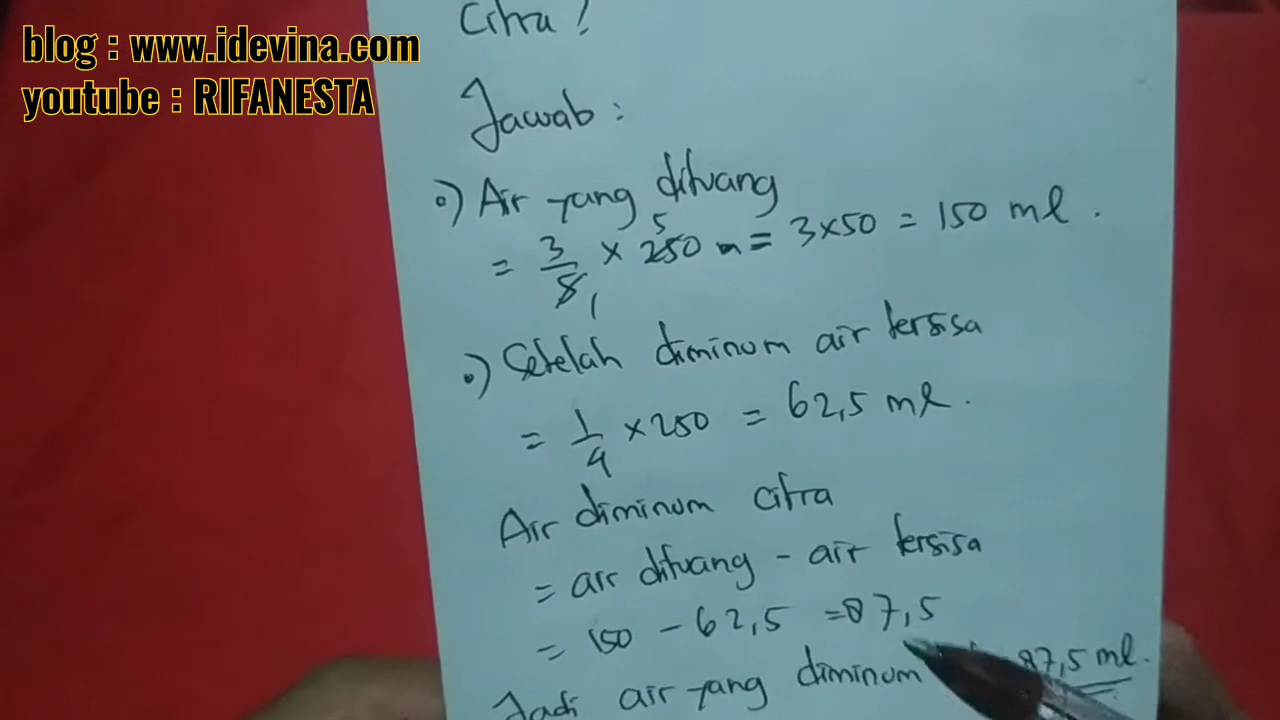 blog : www.idevina.com
youtube : RIFANESTA
Citra !
Jawab :
•) Air yang dituang
= 3/5 1 × 250 5 = 3×50 = 150 ml .
•) Setelah diminum air tersisa
= 1/4 × 250 = 62,5 ml .
Air diminum Citra
= air dituang - air tersisa
= 150 - 62,5 = 87,5
Jadi air yang diminum 87,5 ml .